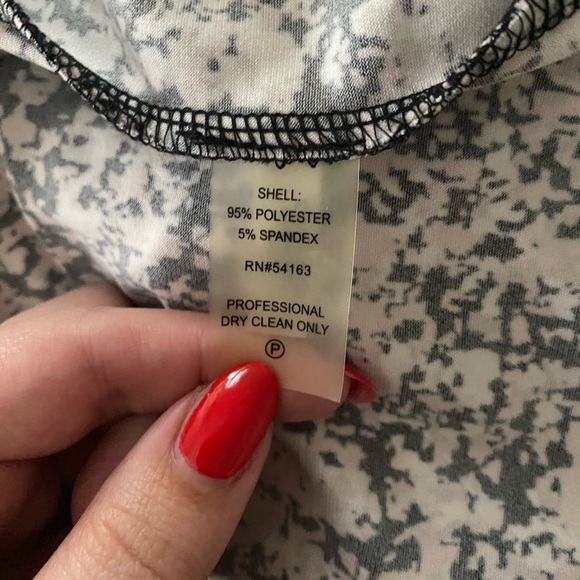 SHELL:
95% POLYESTER
5% SPANDEX
RN#54163
PROFESSIONAL
DRY CLEAN ONLY
P